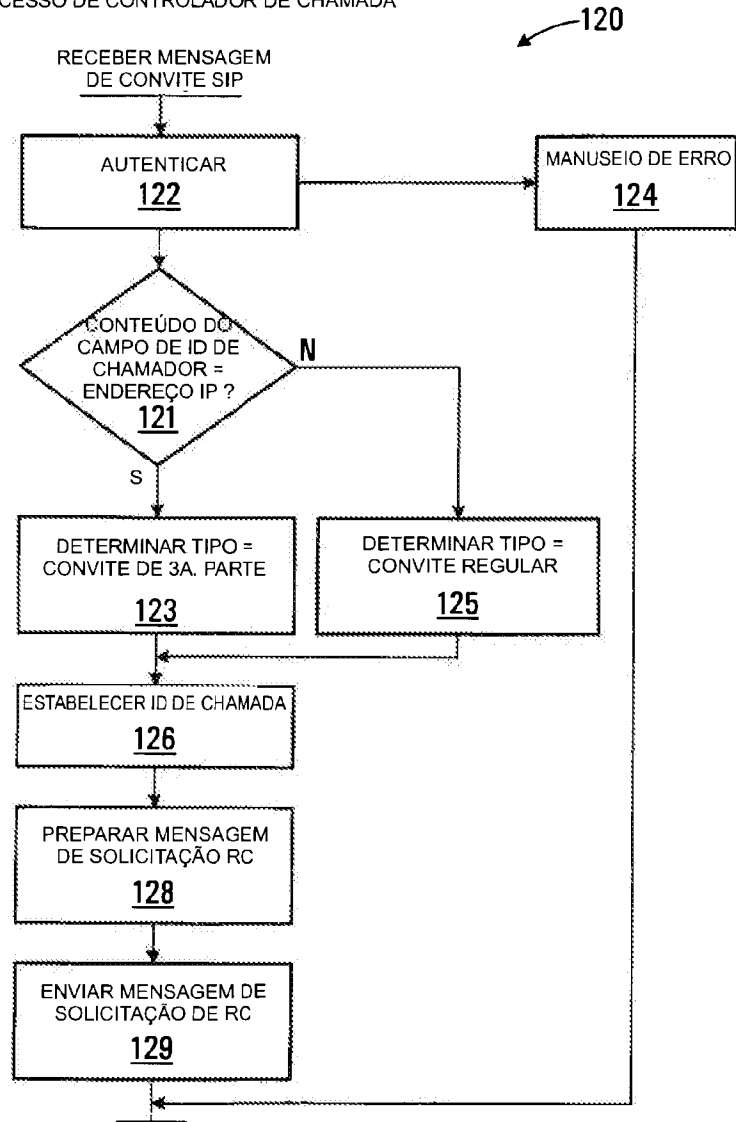 CESSO DE CONTROLADOR DE CHAMADA
120
RECEBER MENSAGEM
DE CONVITE SIP
AUTENTICAR
122
MANUSEIO DE ERRO
124
CONTEÚDO DO
CAMPO DE ID DE
CHAMADOR =
ENDEREÇO IP ?
121
N
S
DETERMINAR TIPO =
CONVITE DE 3A. PARTE
123
DETERMINAR TIPO =
CONVITE REGULAR
125
ESTABELECER ID DE CHAMADA
126
PREPARAR MENSAGEM
DE SOLICITAÇÃO RC
128
ENVIAR MENSAGEM DE
SOLICITAÇÃO DE RC
129